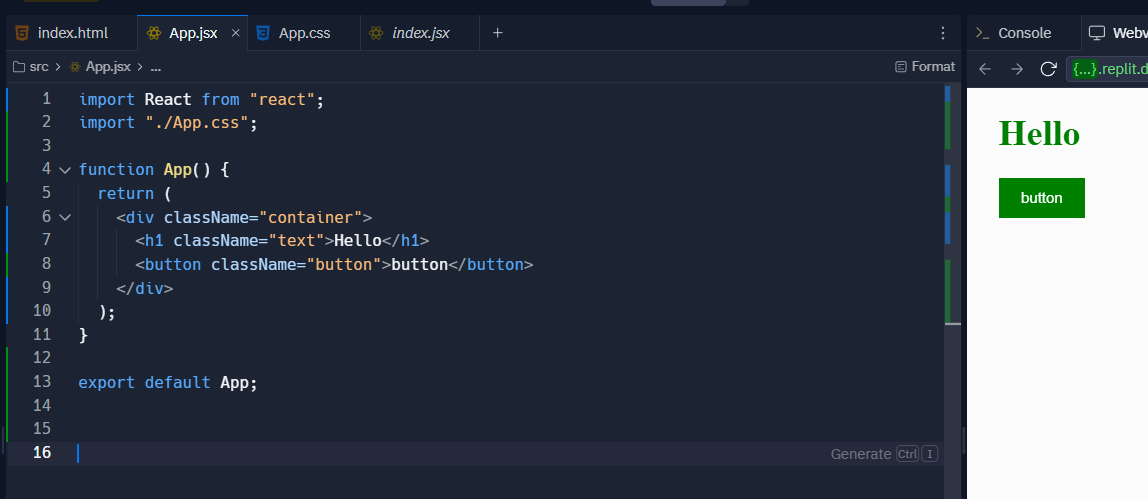 index.html App.jsx × App.css index.jsx +
src > App.jsx > ...
Format
1 import React from "react";
2 import "./App.css";
3
4 function App() {
5 return (
6 <div className="container">
7 <h1 className="text">Hello</h1>
8 <button className="button">button</button>
9 </div>
10 );
11 }
12
13 export default App;
14
15
16
Generate Ctrl I
>_ Console Webv
{...}.replit.d
Hello
button